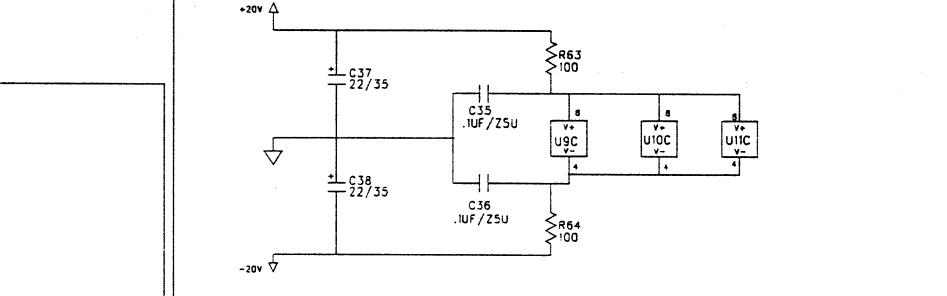 +20V
R63
100
+
C37
22/35
C35
.1UF/Z5U
8
V+
U9C
V-
4
8
V+
U10C
V-
4
8
V+
U11C
V-
4
+
C38
22/35
C36
.1UF/Z5U
R64
100
-20V